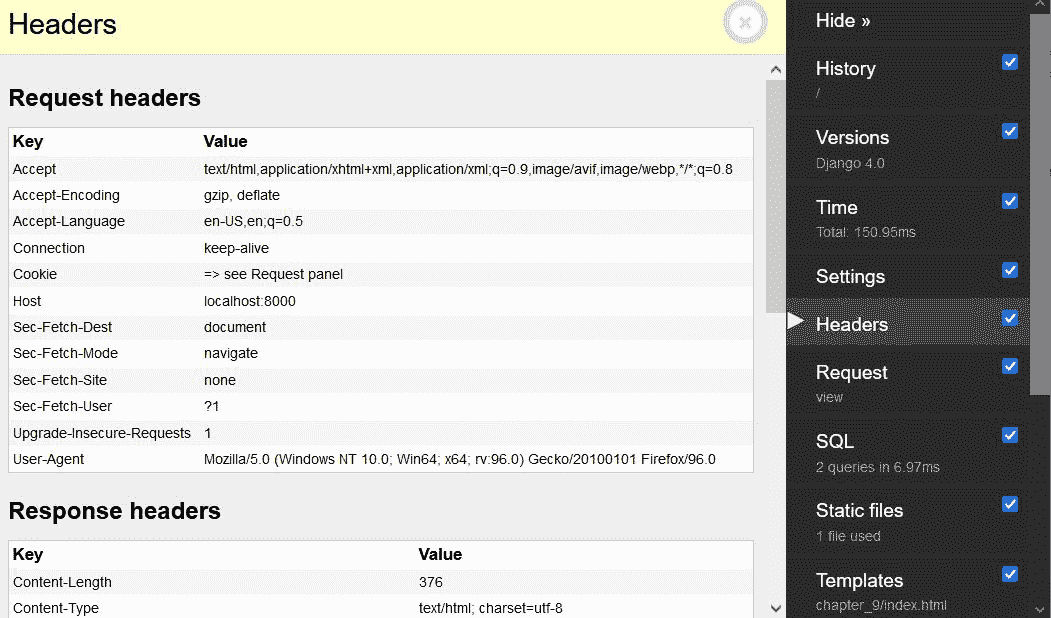 Headers
Request headers
Key Value
Accept text/html,application/xhtml+xml,application/xml;q=0.9,image/avif,image/webp,*/*;q=0.8
Accept-Encoding gzip, deflate
Accept-Language en-US,en;q=0.5
Connection keep-alive
Cookie => see Request panel
Host localhost:8000
Sec-Fetch-Dest document
Sec-Fetch-Mode navigate
Sec-Fetch-Site none
Sec-Fetch-User ?1
Upgrade-Insecure-Requests 1
User-Agent Mozilla/5.0 (Windows NT 10.0; Win64; x64; rv:96.0) Gecko/20100101 Firefox/96.0
Response headers
Key Value
Content-Length 376
Content-Type text/html; charset=utf-8
Hide »
History
/
Versions
Django 4.0
Time
Total: 150.95ms
Settings
Headers
Request
view
SQL
2 queries in 6.97ms
Static files
1 file used
Templates
chapter_9/index.html